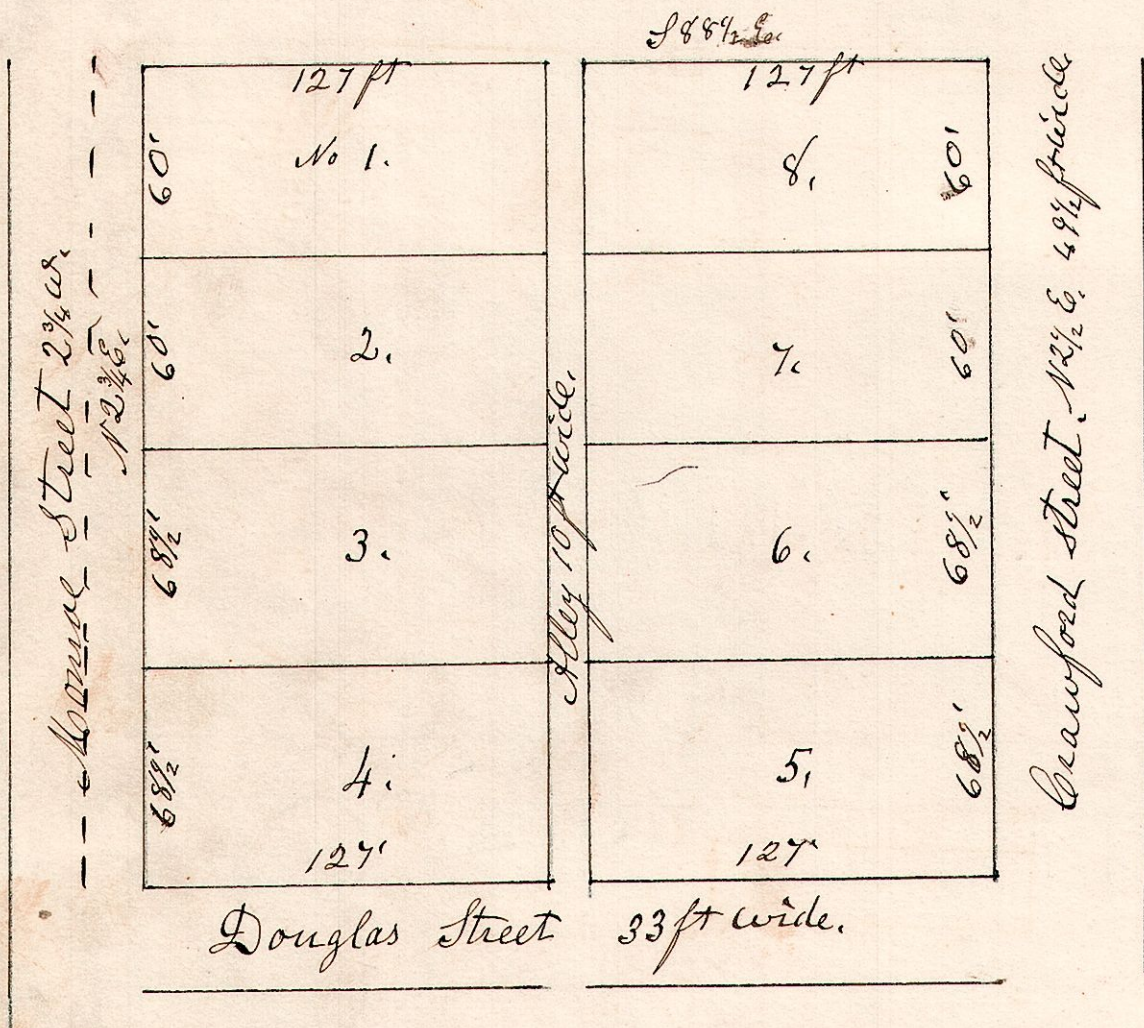 S 88½ E.
127 ft
127 ft
60'
No 1.
8.
60'
60'
2.
7.
60'
68½'
3.
6.
68½'
68½'
4.
5.
68½'
127'
127'
Monroe Street 2¾ W.
N 2¾ E.
Alley 10 ft wide.
Crawford Street. N 2½ E. 49½ ft wide
Douglas Street 33 ft wide.